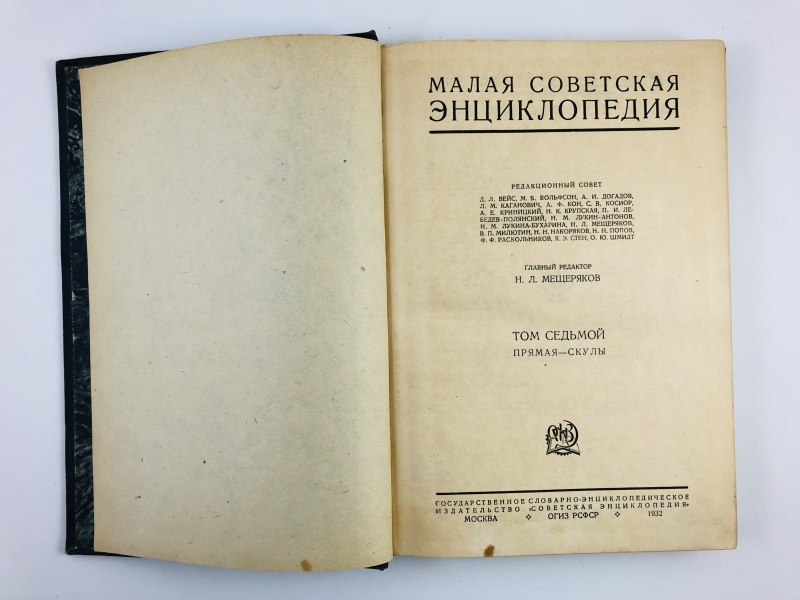 МАЛАЯ СОВЕТСКАЯ
ЭНЦИКЛОПЕДИЯ
РЕДАКЦИОННЫЙ СОВЕТ
Д. Л. ВЕЙС, М. Б. ВОЛЬФСОН, А. И. ДОГАДОВ,
Л. М. КАГАНОВИЧ, А. Ф. КОН, С. В. КОСИОР,
А. Е. КРИНИЦКИЙ, Н. К. КРУПСКАЯ, П. И. ЛЕ-
БЕДЕВ-ПОЛЯНСКИЙ, Н. М. ЛУКИН-АНТОНОВ,
Н. М. ЛУКИНА-БУХАРИНА, Н. Л. МЕЩЕРЯКОВ,
В. П. МИЛЮТИН, Н. Н. НАКОРЯКОВ, Н. Н. ПОПОВ,
Ф. Ф. РАСКОЛЬНИКОВ, Я. Э. СТЕН, О. Ю. ШМИДТ
ГЛАВНЫЙ РЕДАКТОР
Н. Л. МЕЩЕРЯКОВ
ТОМ СЕДЬМОЙ
ПРЯМАЯ—СКУЛЫ
ГОСУДАРСТВЕННОЕ СЛОВАРНО-ЭНЦИКЛОПЕДИЧЕСКОЕ
ИЗДАТЕЛЬСТВО «СОВЕТСКАЯ ЭНЦИКЛОПЕДИЯ»
МОСКВА ОГИЗ РСФСР 1932